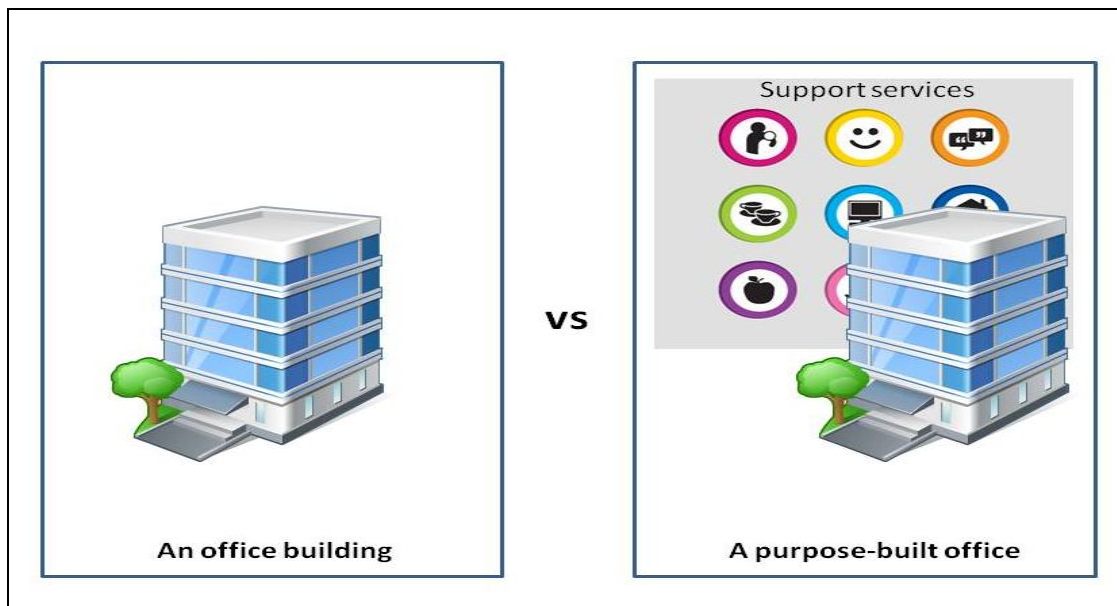 Support services
vs
An office building
A purpose-built office